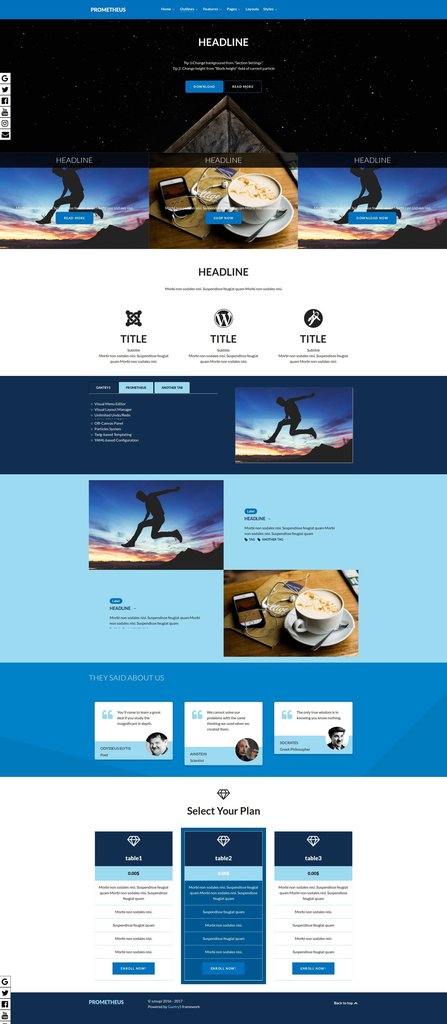 PROMETHEUS
Home Outlines Features Pages Layouts Styles
HEADLINE
Tip 1:Change background from "Section Settings".
Tip 2: Change height from "Block height" field of current particle
DOWNLOAD READ MORE
HEADLINE HEADLINE HEADLINE
READ MORE SHOP NOW DOWNLOAD NOW
HEADLINE
Morbi non sodales nisi. Suspendisse feugiat quam Morbi non sodales nisi.
TITLE TITLE TITLE
Subtitle Subtitle Subtitle
Morbi non sodales nisi. Suspendisse feugiat Morbi non sodales nisi. Suspendisse feugiat Morbi non sodales nisi. Suspendisse feugiat
quam Morbi non sodales nisi. quam Morbi non sodales nisi. quam Morbi non sodales nisi.
GANTRY5 PROMETHEUS ANOTHER TAB
Visual Menu Editor
Visual Layout Manager
Unlimited Undo/Redo
Off-Canvas Panel
Particles System
Twig-based Templating
YAML-based Configuration
Label
HEADLINE →
Morbi non sodales nisi. Suspendisse feugiat quam Morbi
non sodales nisi. Suspendisse feugiat quam
TAG ANOTHER TAG
Label
HEADLINE →
Morbi non sodales nisi. Suspendisse feugiat quam Morbi
non sodales nisi. Suspendisse feugiat quam
THEY SAID ABOUT US
You'll come to learn a great
deal if you study the
Insignificant in depth.
ODYSSEUS ELYTIS
Poet
We cannot solve our
problems with the same
thinking we used when we
created them.
AINSTEIN
Scientist
The only true wisdom is in
knowing you know nothing.
SOCRATES
Greek Philosopher
Select Your Plan
table1 table2 table3
0.00$ 0.00$ 0.00$
Morbi non sodales nisi. Suspendisse feugiat Morbi non sodales nisi. Suspendisse feugiat Morbi non sodales nisi. Suspendisse feugiat
quam Morbi non sodales nisi. quam Morbi non sodales nisi. quam Morbi non sodales nisi.
Suspendisse feugiat quam Suspendisse feugiat quam Suspendisse feugiat quam
Morbi non sodales nisi. Suspendisse feugiat quam Morbi non sodales nisi.
Suspendisse feugiat quam Morbi non sodales nisi. Suspendisse feugiat quam
Morbi non sodales nisi. Suspendisse feugiat quam Morbi non sodales nisi.
Morbi non sodales nisi. Morbi non sodales nisi. Morbi non sodales nisi.
ENROLL NOW! ENROLL NOW! ENROLL NOW!
PROMETHEUS
2016 - 2017
Powered by Gantry5 framework
Back to top